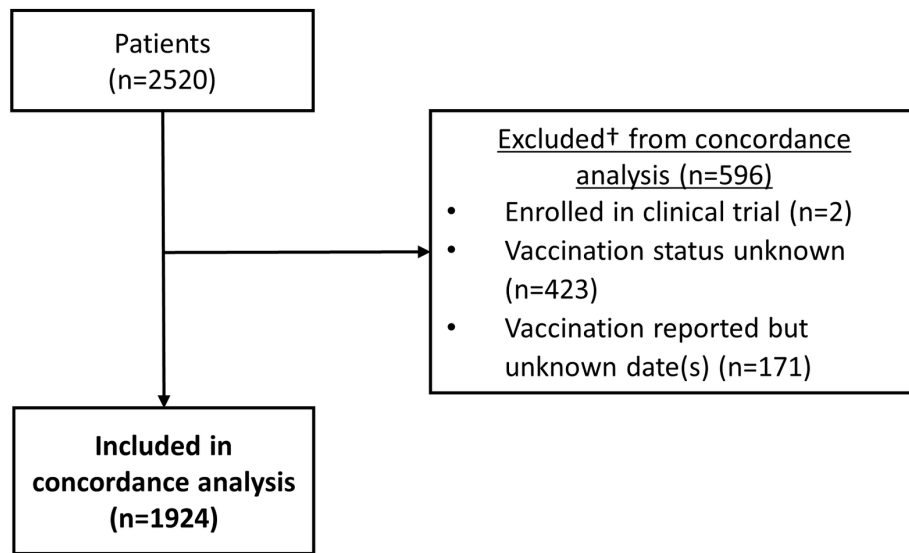 Patients
(n=2520)
Excluded† from concordance
analysis (n=596)
• Enrolled in clinical trial (n=2)
• Vaccination status unknown
(n=423)
• Vaccination reported but
unknown date(s) (n=171)
Included in
concordance analysis
(n=1924)